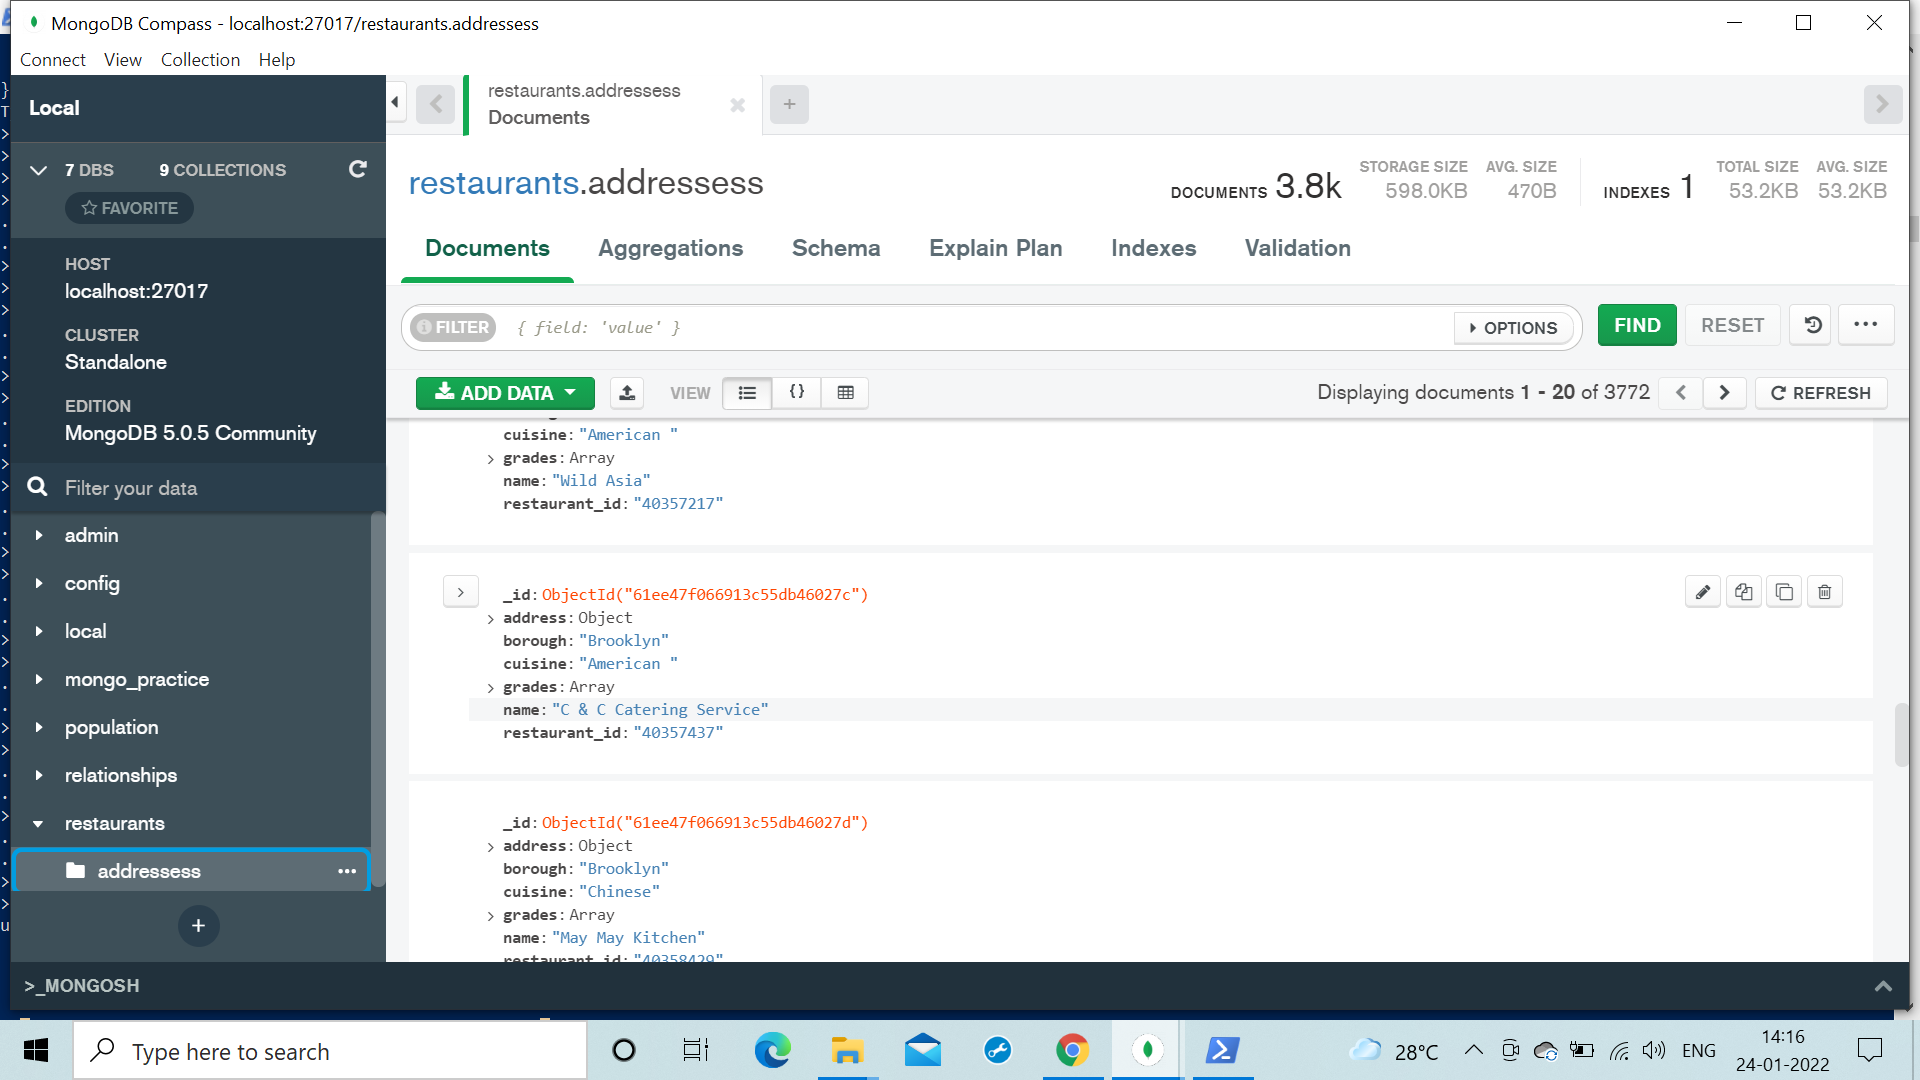 MongoDB Compass - localhost:27017/restaurants.addressess
Connect View Collection Help
Local
restaurants.addressess
Documents
7 DBS 9 COLLECTIONS
FAVORITE
restaurants.addressess
DOCUMENTS 3.8k
STORAGE SIZE
598.0KB
AVG. SIZE
470B
INDEXES 1
TOTAL SIZE
53.2KB
AVG. SIZE
53.2KB
Documents Aggregations Schema Explain Plan Indexes Validation
HOST
localhost:27017
CLUSTER
Standalone
EDITION
MongoDB 5.0.5 Community
Filter your data
admin
config
local
mongo_practice
population
relationships
restaurants
addressess
FILTER { field: 'value' } OPTIONS FIND RESET
ADD DATA VIEW {} Displaying documents 1 - 20 of 3772 REFRESH
cuisine: "American "
grades: Array
name: "Wild Asia"
restaurant_id: "40357217"
_id: ObjectId("61ee47f066913c55db46027c")
address: Object
borough: "Brooklyn"
cuisine: "American "
grades: Array
name: "C & C Catering Service"
restaurant_id: "40357437"
_id: ObjectId("61ee47f066913c55db46027d")
address: Object
borough: "Brooklyn"
cuisine: "Chinese"
grades: Array
name: "May May Kitchen"
restaurant_id: "40358429"
>_MONGOSH
Type here to search
28°C
ENG
14:16
24-01-2022